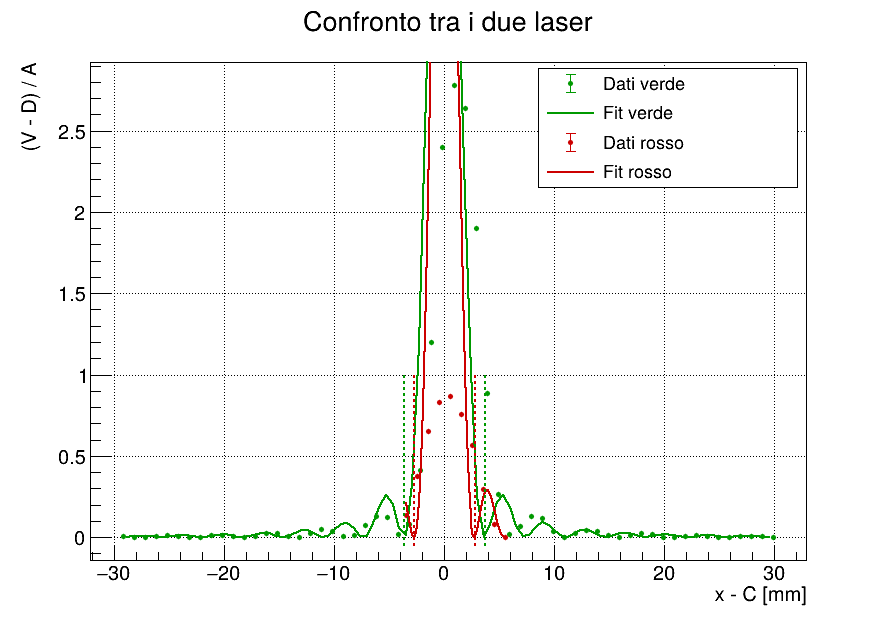 Confronto tra i due laser
(V - D) / A
Dati verde
Fit verde
Dati rosso
Fit rosso
2.5
2
1.5
1
0.5
0
−30 −20 −10 0 10 20 30
x - C [mm]